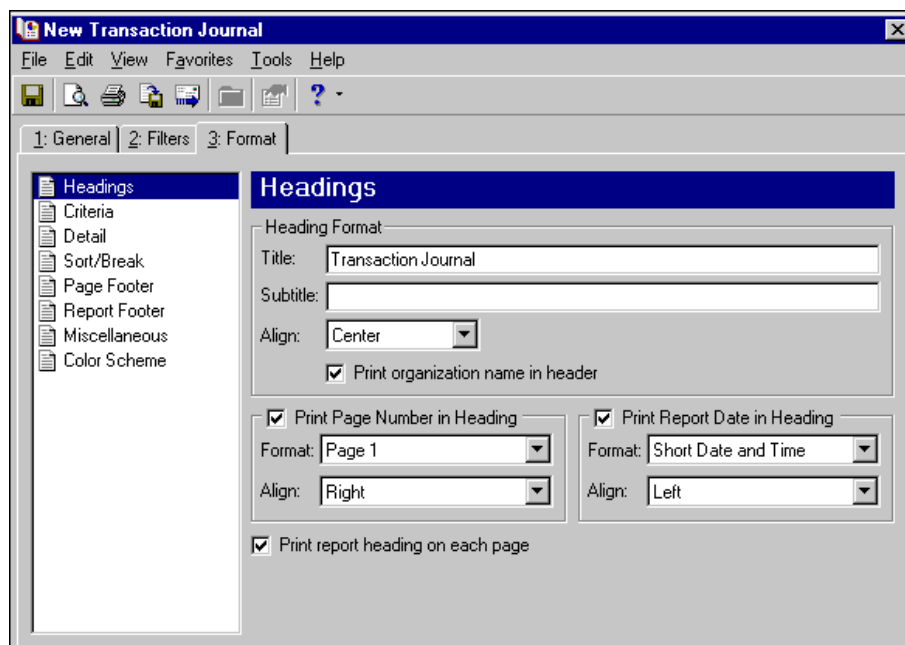 New Transaction Journal
File Edit View Favorites Tools Help
?
1: General 2: Filters 3: Format
Headings
Criteria
Detail
Sort/Break
Page Footer
Report Footer
Miscellaneous
Color Scheme
Headings
Heading Format
Title: Transaction Journal
Subtitle:
Align: Center
Print organization name in header
Print Page Number in Heading
Format: Page 1
Align: Right
Print Report Date in Heading
Format: Short Date and Time
Align: Left
Print report heading on each page